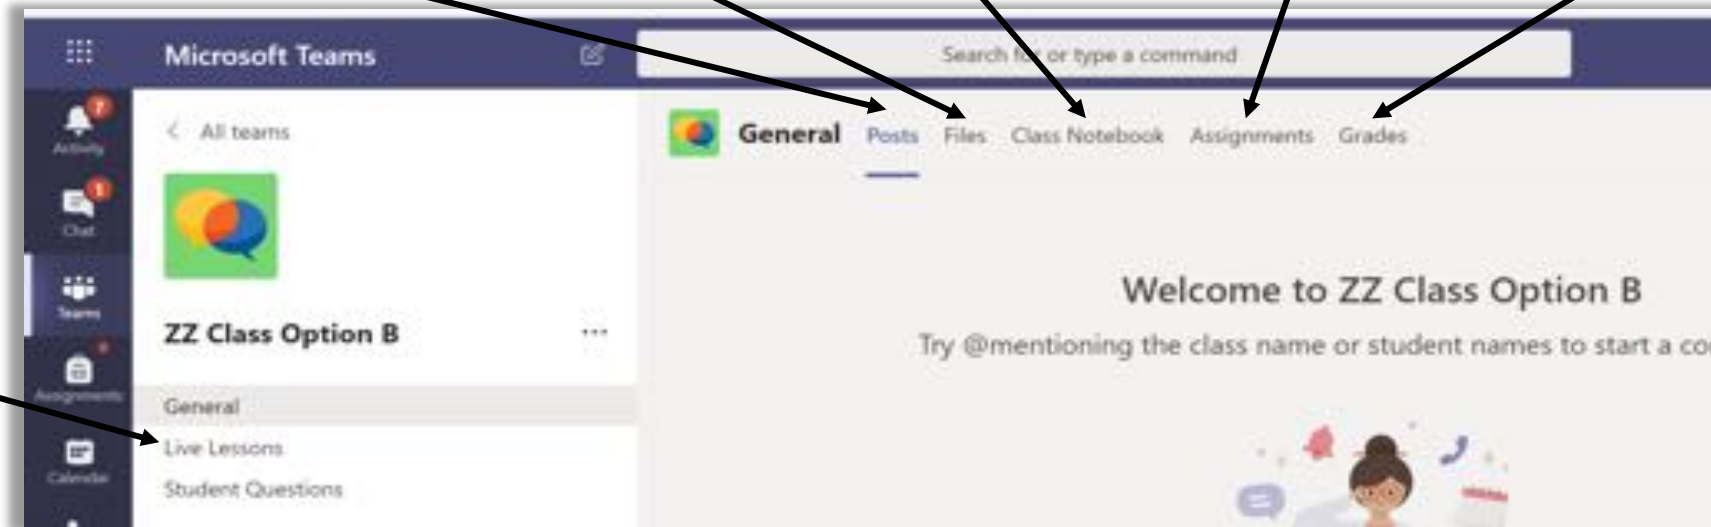 Microsoft Teams
Search for or type a command
7
Activity
1
Chat
Teams
Assignments
Calendar
< All teams
ZZ Class Option B
...
General
Live Lessons
Student Questions
General Posts Files Class Notebook Assignments Grades
Welcome to ZZ Class Option B
Try @mentioning the class name or student names to start a co